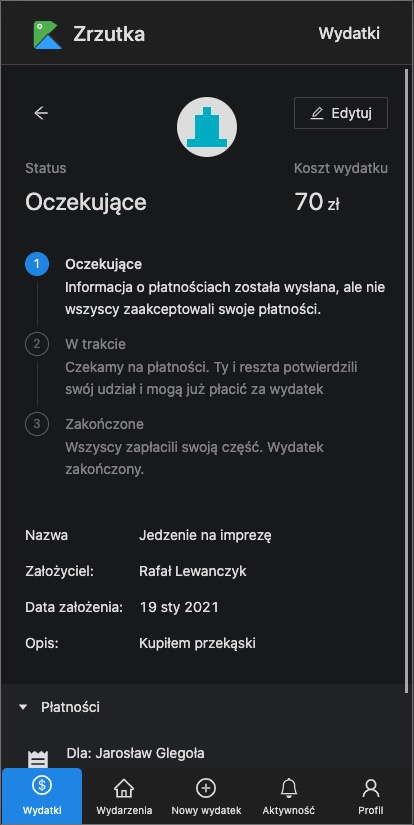 Zrzutka
Wydatki
Edytuj
Status
Koszt wydatku
Oczekujące
70 zł
1
Oczekujące
Informacja o płatnościach została wysłana, ale nie
wszyscy zaakceptowali swoje płatności.
2
W trakcie
Czekamy na płatności. Ty i reszta potwierdzili
swój udział i mogą już płacić za wydatek
3
Zakończone
Wszyscy zapłacili swoją część. Wydatek
zakończony.
Nazwa
Jedzenie na imprezę
Założyciel:
Rafał Lewanczyk
Data założenia:
19 sty 2021
Opis:
Kupiłem przekąski
Płatności
Dla: Jarosław Glegoła
Wydatki
Wydarzenia
Nowy wydatek
Aktywność
Profil